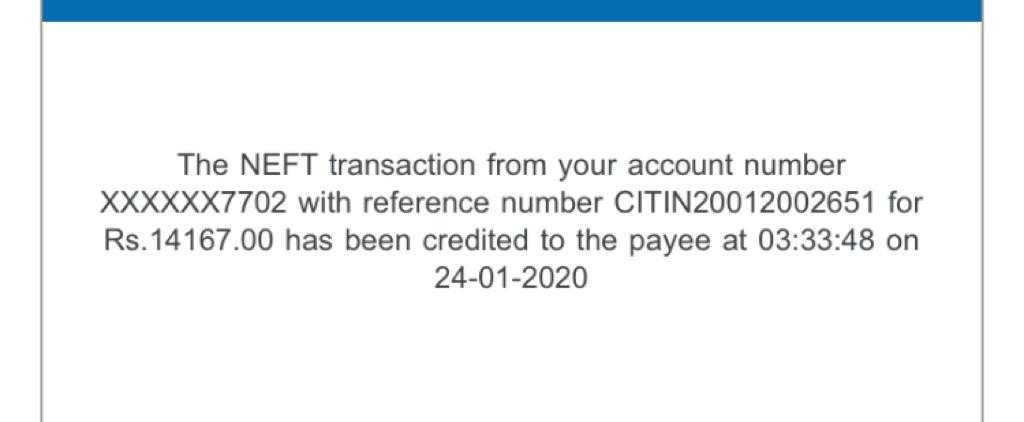 The NEFT transaction from your account number
XXXXXX7702 with reference number CITIN20012002651 for
Rs.14167.00 has been credited to the payee at 03:33:48 on
24-01-2020